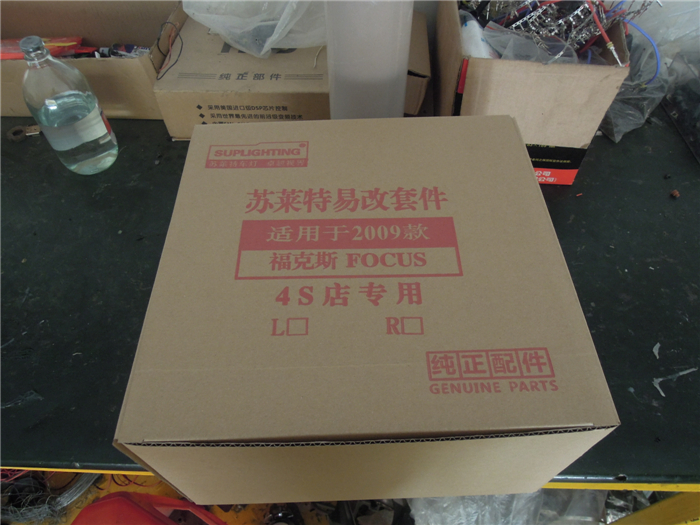 纯正部件
SUPLIGHTING®
苏莱特易改套件
适用于2009款
福克斯 FOCUS
4S店专用
L□ R□
纯正配件
GENUINE PARTS